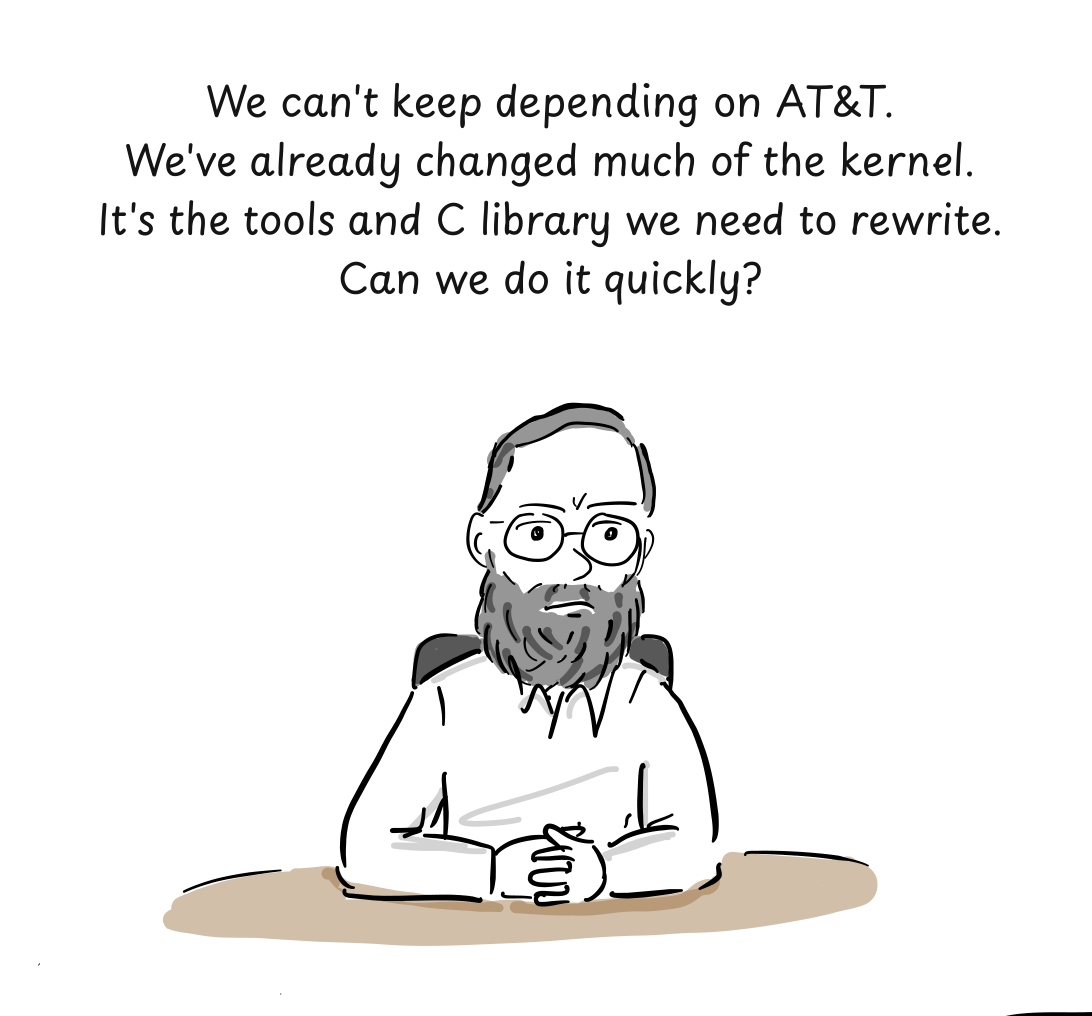 We can't keep depending on AT&T.
We've already changed much of the kernel.
It's the tools and C library we need to rewrite.
Can we do it quickly?